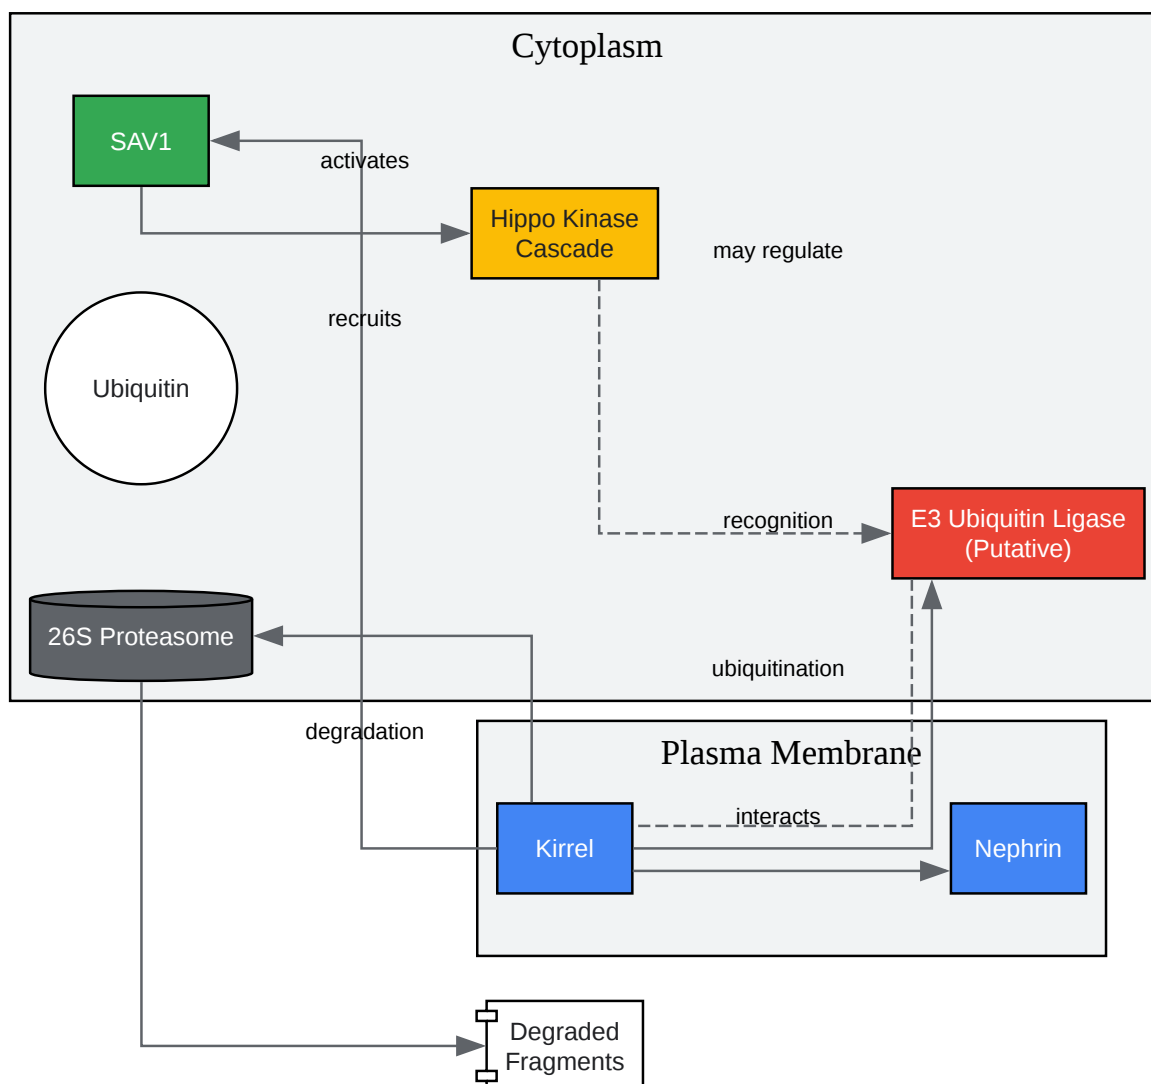 Cytoplasm
SAV1
activates
Hippo Kinase
Cascade
may regulate
recruits
Ubiquitin
recognition
E3 Ubiquitin Ligase
(Putative)
26S Proteasome
ubiquitination
degradation
Plasma Membrane
interacts
Kirrel
Nephrin
Degraded
Fragments